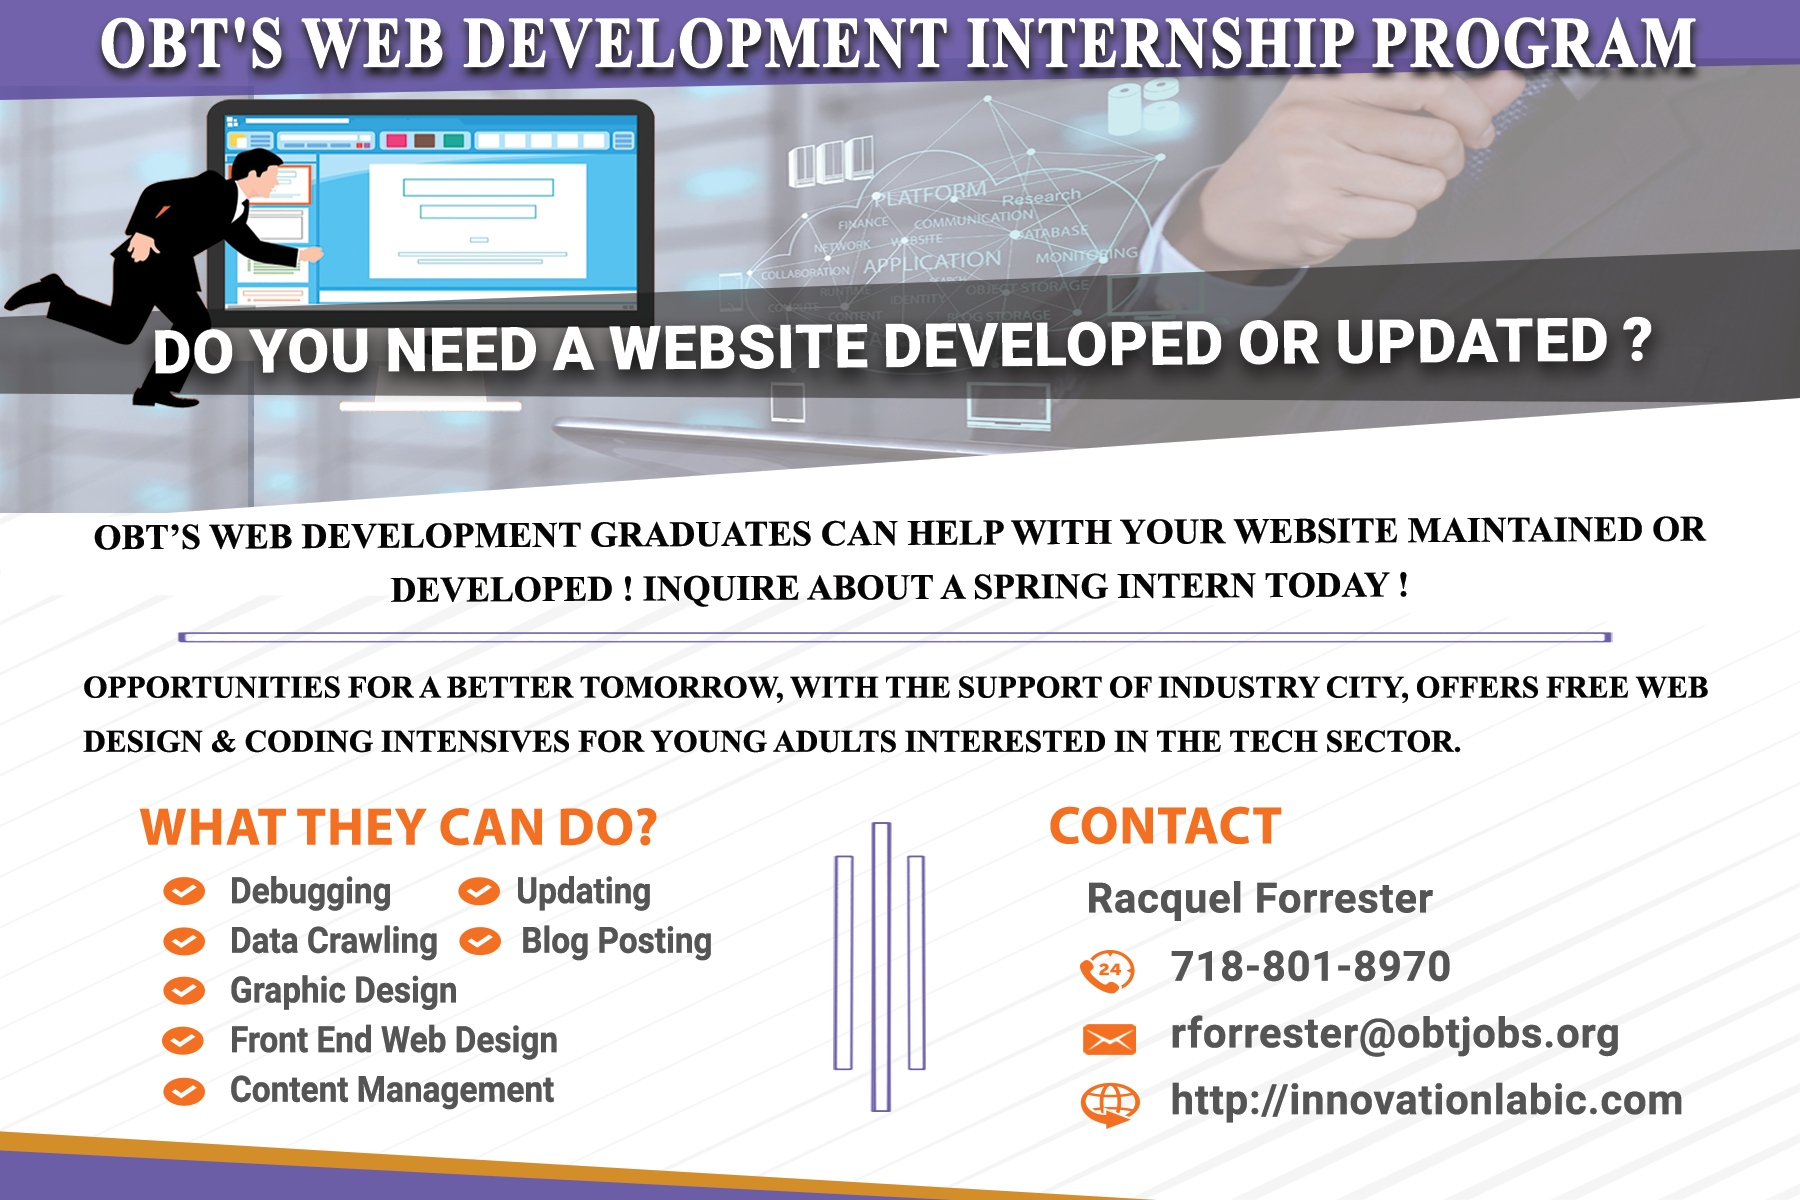 OBT'S WEB DEVELOPMENT INTERNSHIP PROGRAM
PLATFORM
Research
FINANCE
COMMUNICATION
NETWORK
WEBSITE
DATABASE
COLLABORATION
APPLICATION
MONITORING
RUNTIME
IDENTITY
OBJECT STORAGE
CONTENT
BLOG STORAGE
DO YOU NEED A WEBSITE DEVELOPED OR UPDATED ?
OBT’S WEB DEVELOPMENT GRADUATES CAN HELP WITH YOUR WEBSITE MAINTAINED OR
DEVELOPED ! INQUIRE ABOUT A SPRING INTERN TODAY !
OPPORTUNITIES FOR A BETTER TOMORROW, WITH THE SUPPORT OF INDUSTRY CITY, OFFERS FREE WEB
DESIGN & CODING INTENSIVES FOR YOUNG ADULTS INTERESTED IN THE TECH SECTOR.
WHAT THEY CAN DO?
Debugging
Updating
Data Crawling
Blog Posting
Graphic Design
Front End Web Design
Content Management
CONTACT
Racquel Forrester
24
718-801-8970
rforrester@obtjobs.org
http://innovationlabic.com